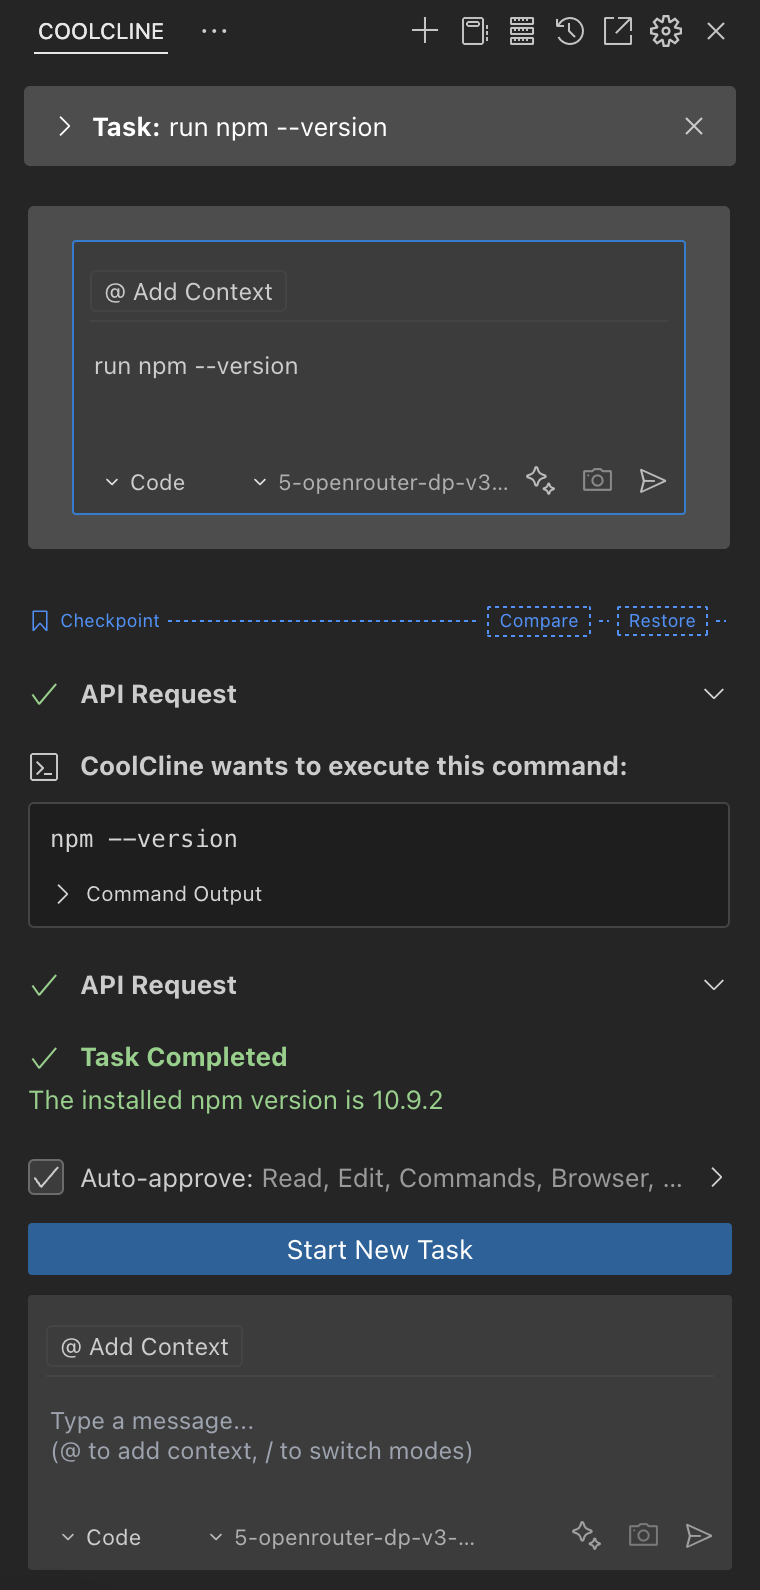 COOLCLINE ...
Task: run npm --version
@ Add Context
run npm --version
Code 5-openrouter-dp-v3...
Checkpoint Compare Restore
API Request
CoolCline wants to execute this command:
npm --version
Command Output
API Request
Task Completed
The installed npm version is 10.9.2
Auto-approve: Read, Edit, Commands, Browser, ...
Start New Task
@ Add Context
Type a message...
(@ to add context, / to switch modes)
Code 5-openrouter-dp-v3-...